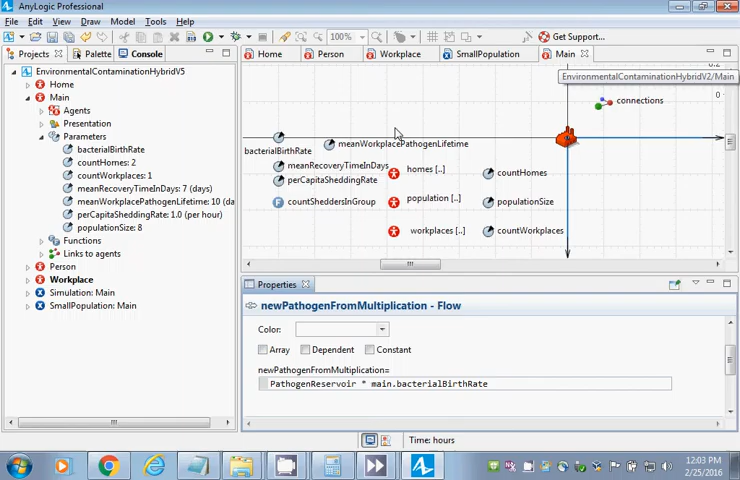 AnyLogic Professional
File Edit View Draw Model Tools Help
100% Get Support...
Projects Palette Console
Home Person Workplace SmallPopulation Main
EnvironmentalContaminationHybridV2/Main
EnvironmentalContaminationHybridV5
Home
Main
Agents
Presentation
Parameters
bacterialBirthRate
countHomes: 2
countWorkplaces: 1
meanRecoveryTimeInDays: 7 (days)
meanWorkplacePathogenLifetime: 10 (da
perCapitaSheddingRate: 1.0 (per hour)
populationSize: 8
Functions
Links to agents
Person
Workplace
Simulation: Main
SmallPopulation: Main
0
connections
bacterialBirthRate
meanWorkplacePathogenLifetime
meanRecoveryTimeInDays
homes [..]
countHomes
perCapitaSheddingRate
countSheddersInGroup
population [..]
populationSize
workplaces [..]
countWorkplaces
Properties
newPathogenFromMultiplication - Flow
Color:
Array Dependent Constant
newPathogenFromMultiplication=
PathogenReservoir * main.bacterialBirthRate
Time: hours
12:03 PM
2/25/2016